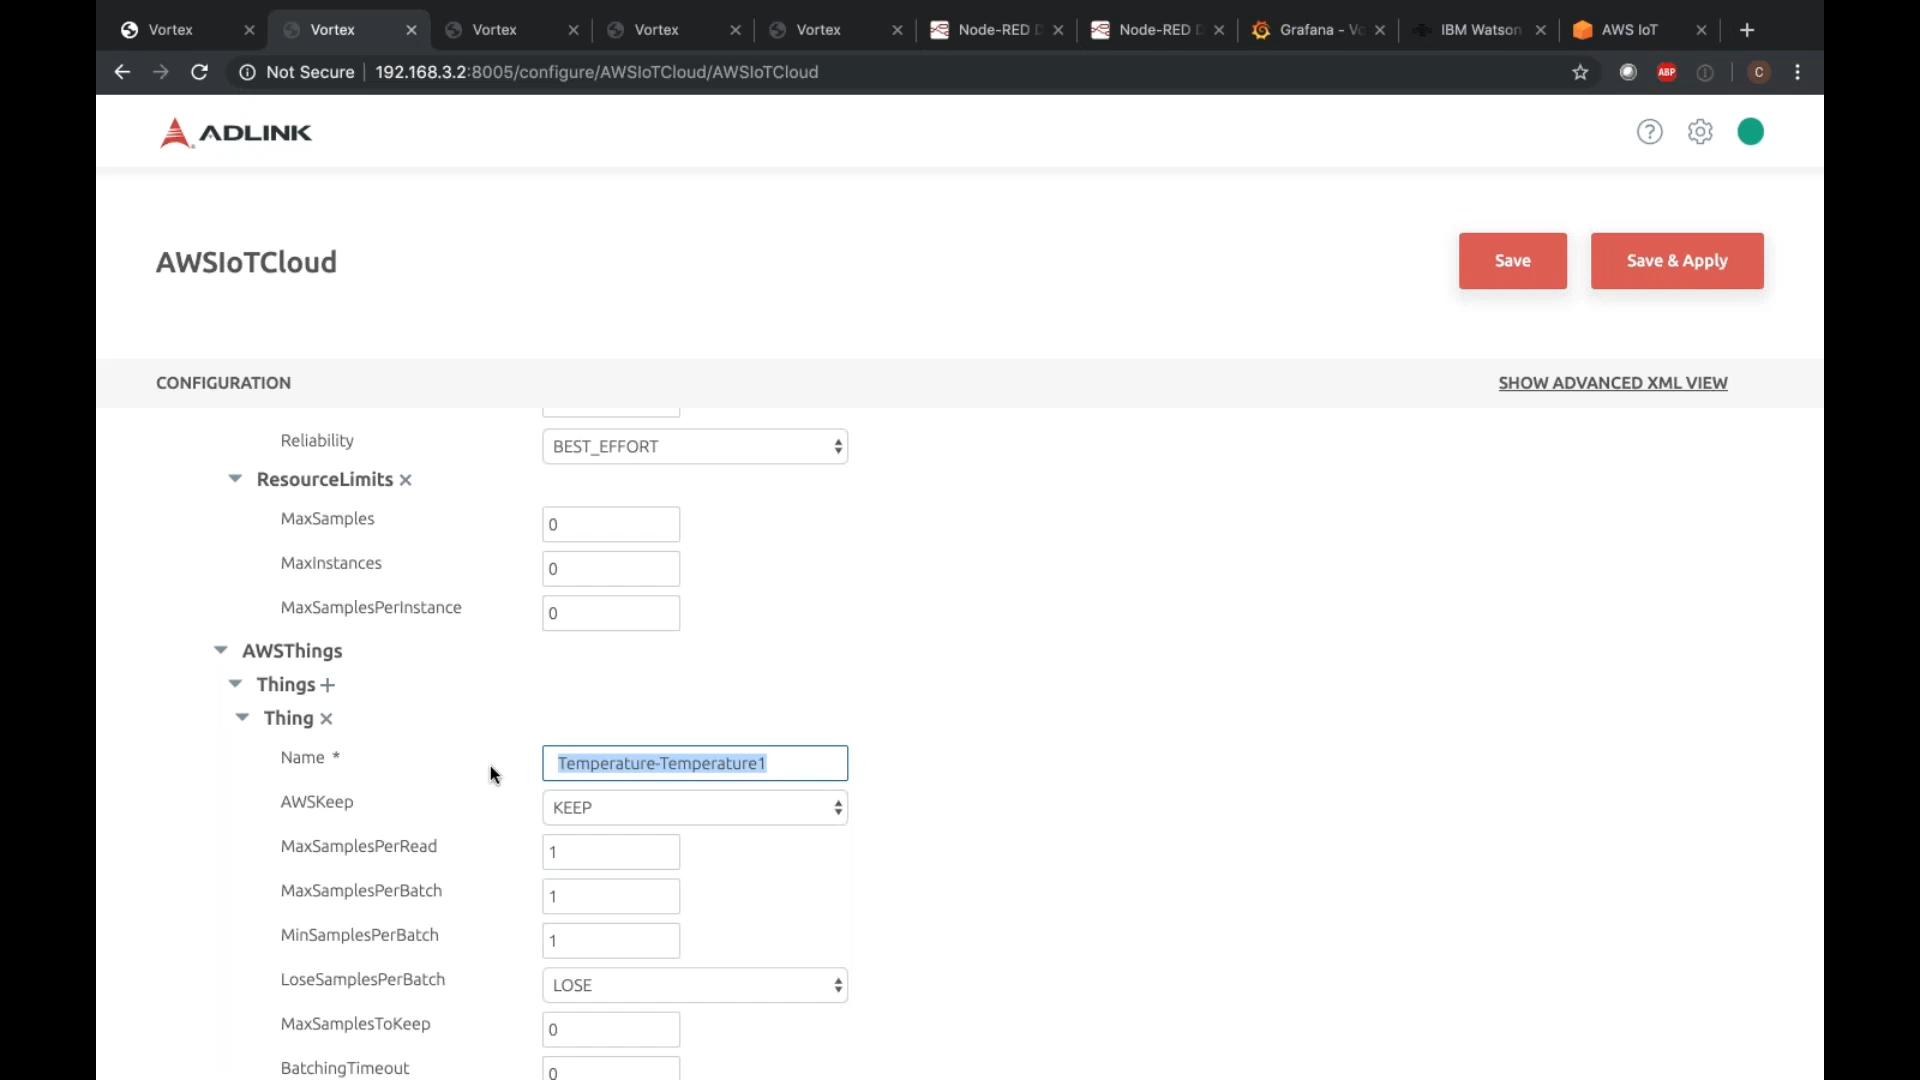 Vortex Vortex Vortex Vortex Vortex Node-RED Node-RED Grafana - Vo IBM Watson AWS IoT
Not Secure 192.168.3.2:8005/configure/AWSIoTCloud/AWSIoTCloud ABP C
ADLINK ?
AWSIoTCloud Save Save & Apply
CONFIGURATION SHOW ADVANCED XML VIEW
Reliability BEST_EFFORT
ResourceLimits
MaxSamples 0
MaxInstances 0
MaxSamplesPerInstance 0
AWSThings
Things
Thing
Name * Temperature-Temperature1
AWSKeep KEEP
MaxSamplesPerRead 1
MaxSamplesPerBatch 1
MinSamplesPerBatch 1
LoseSamplesPerBatch LOSE
MaxSamplesToKeep 0
BatchingTimeout 0